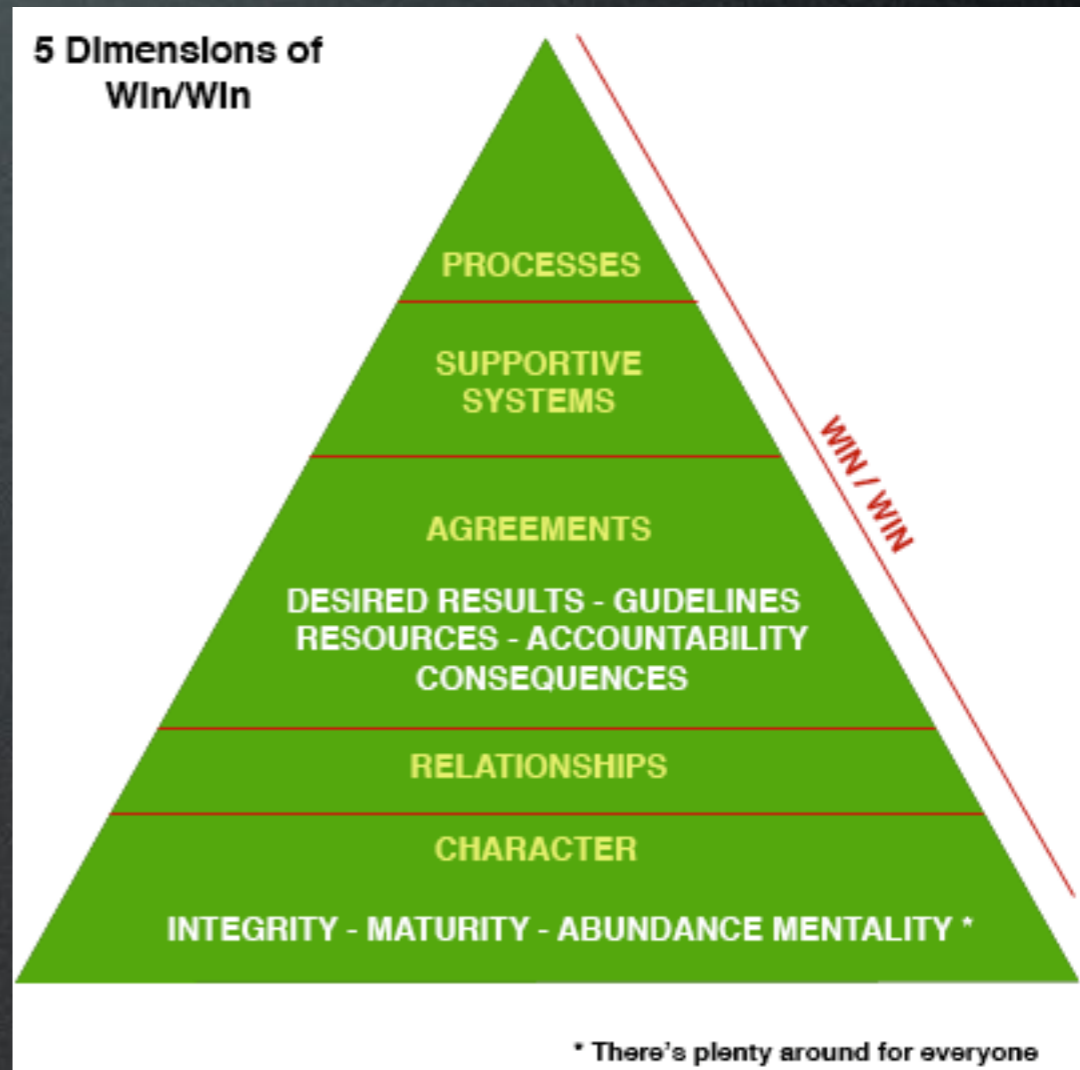 5 Dimensions of
Win/Win
PROCESSES
SUPPORTIVE
SYSTEMS
WIN / WIN
AGREEMENTS
DESIRED RESULTS - GUDELINES
RESOURCES - ACCOUNTABILITY
CONSEQUENCES
RELATIONSHIPS
CHARACTER
INTEGRITY - MATURITY - ABUNDANCE MENTALITY *
* There's plenty around for everyone